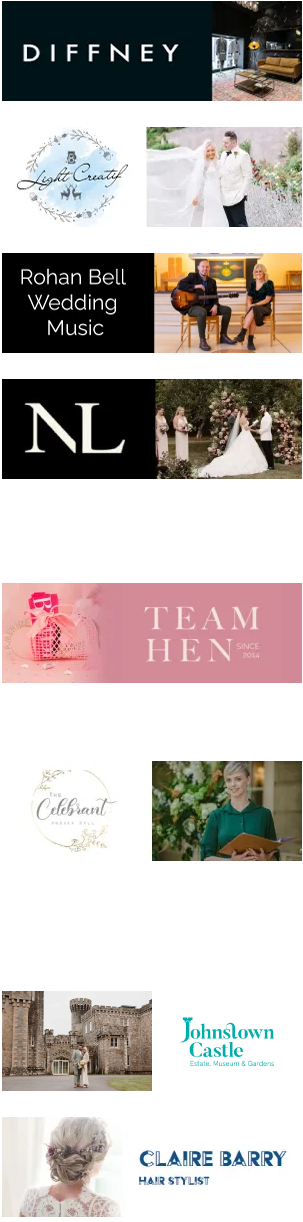 DIFFNEY
Light Creatif
Rohan Bell
Wedding
Music
NL
TEAM
HEN SINCE
2014
THE
Celebrant
Johnstown
Castle
Estate, Museum & Gardens
CLAIRE BARRY
HAIR STYLIST